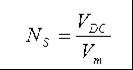 N_S = V_DC / V_m